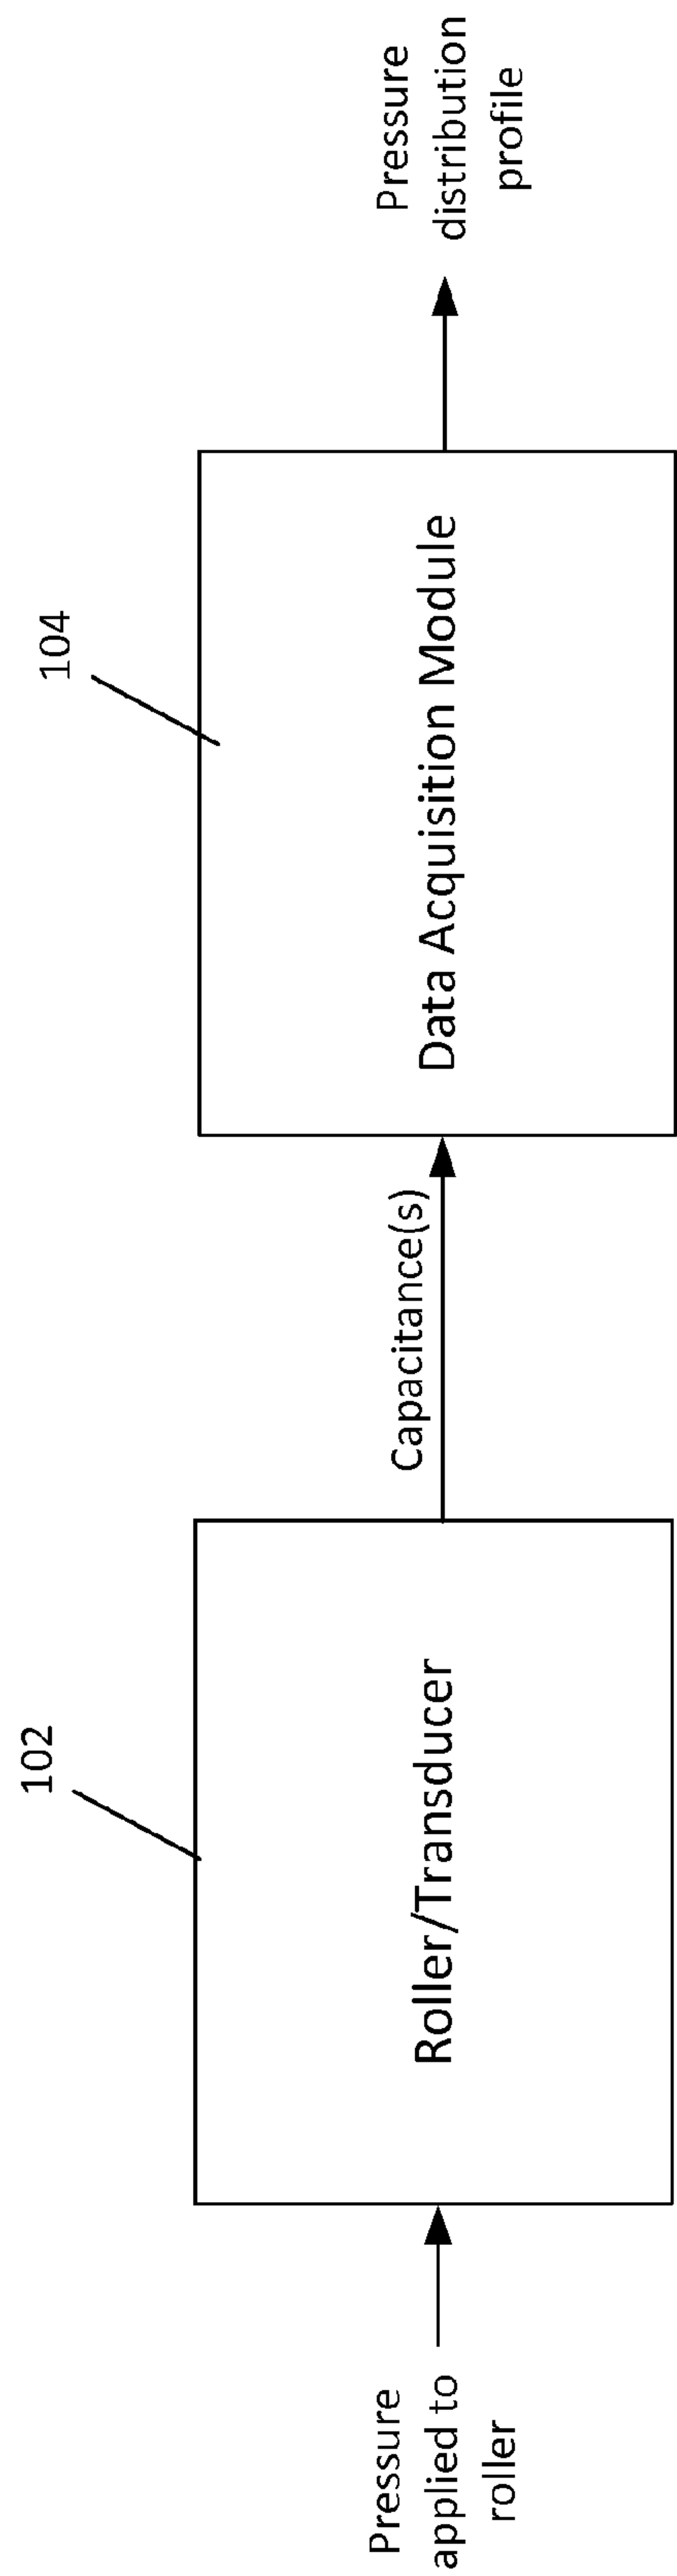 102
104
Pressure
applied to
roller
Roller/Transducer
Capacitance(s)
Data Acquisition Module
Pressure
distribution
profile